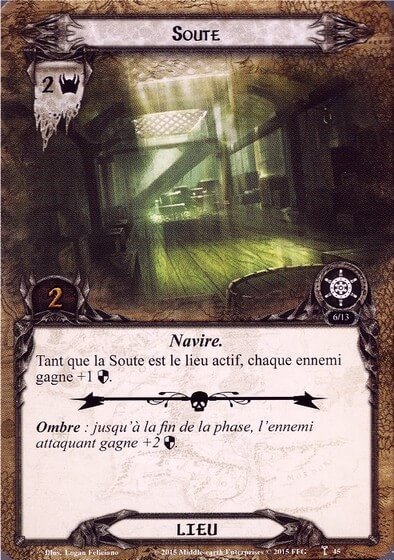 SOUTE
2
2
6/13
Navire.
Tant que la Soute est le lieu actif, chaque ennemi
gagne +1 .
Ombre : jusqu'à la fin de la phase, l'ennemi
attaquant gagne +2 .
Illus. Logan Feliciano 2015 Middle-earth Enterprises © 2015 FFG 45
LIEU